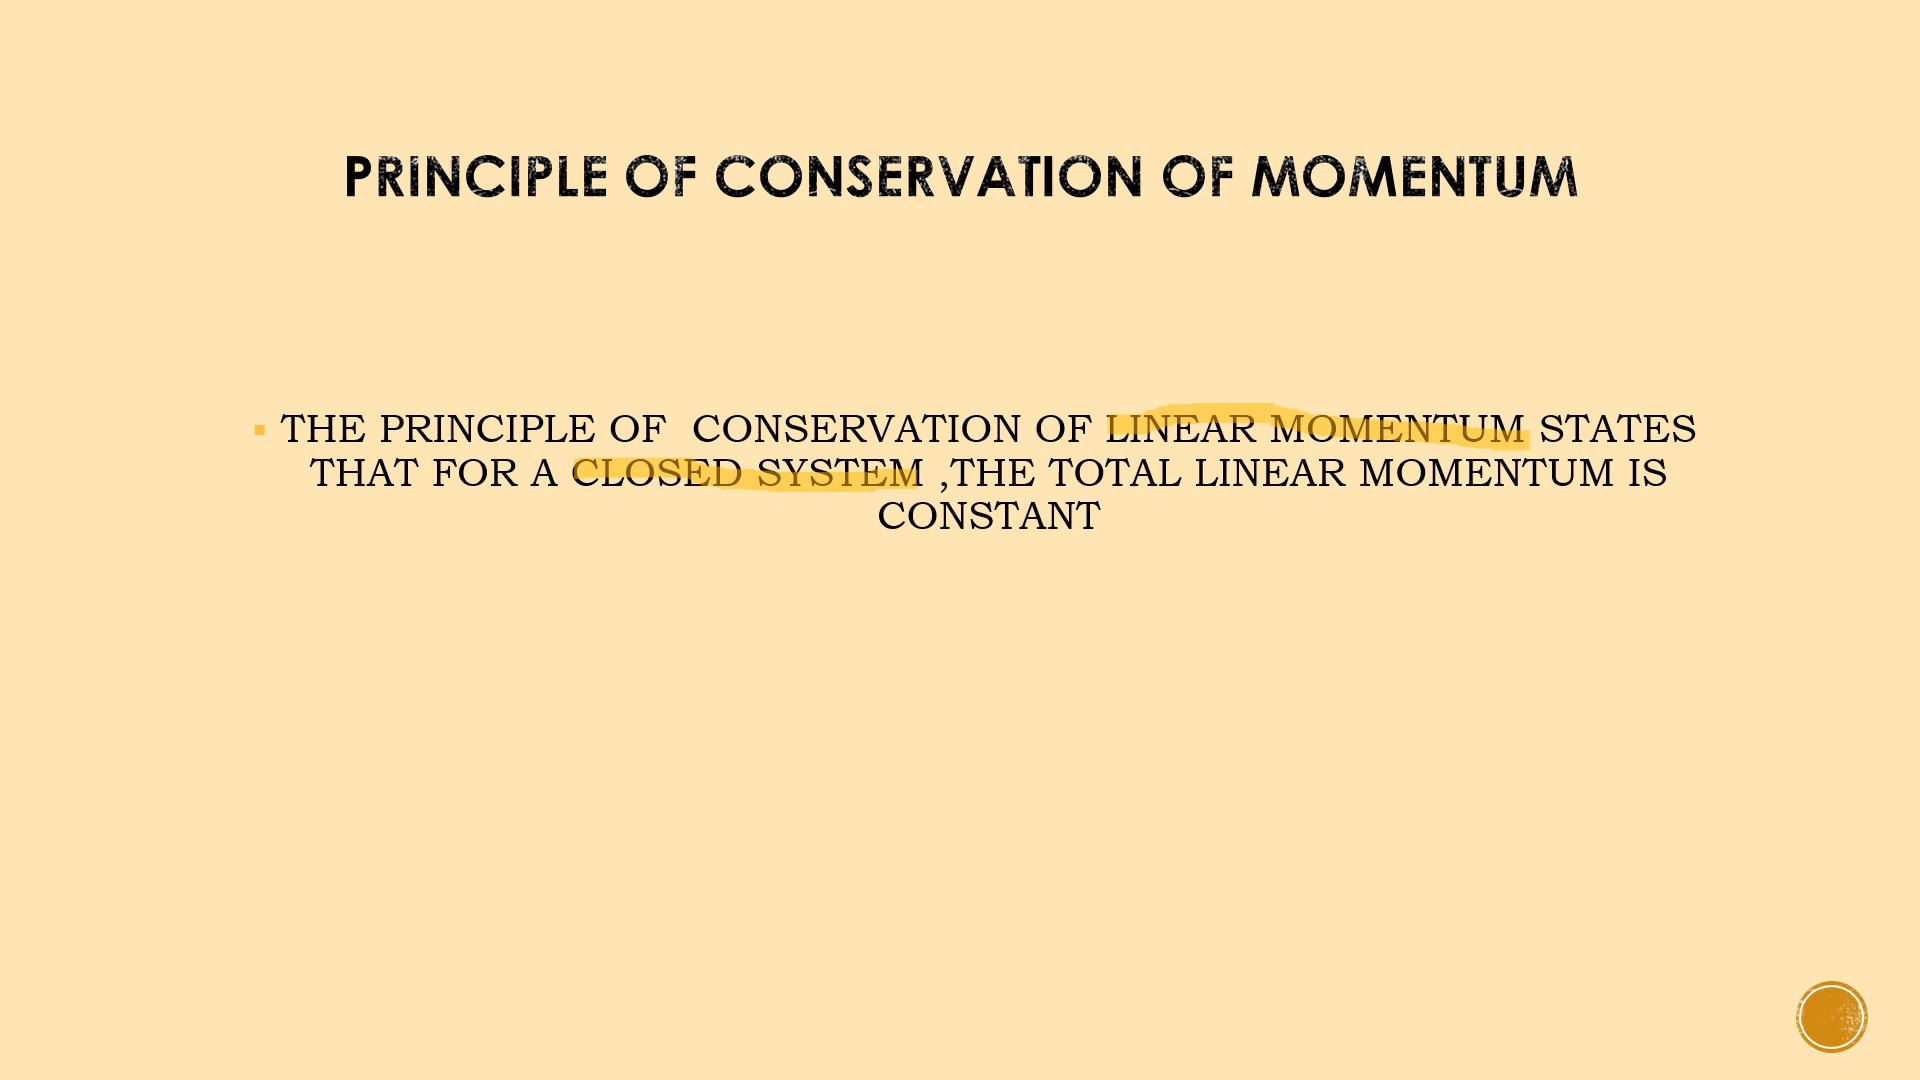 PRINCIPLE OF CONSERVATION OF MOMENTUM
▪ THE PRINCIPLE OF  CONSERVATION OF LINEAR MOMENTUM STATES
THAT FOR A CLOSED SYSTEM ,THE TOTAL LINEAR MOMENTUM IS
CONSTANT